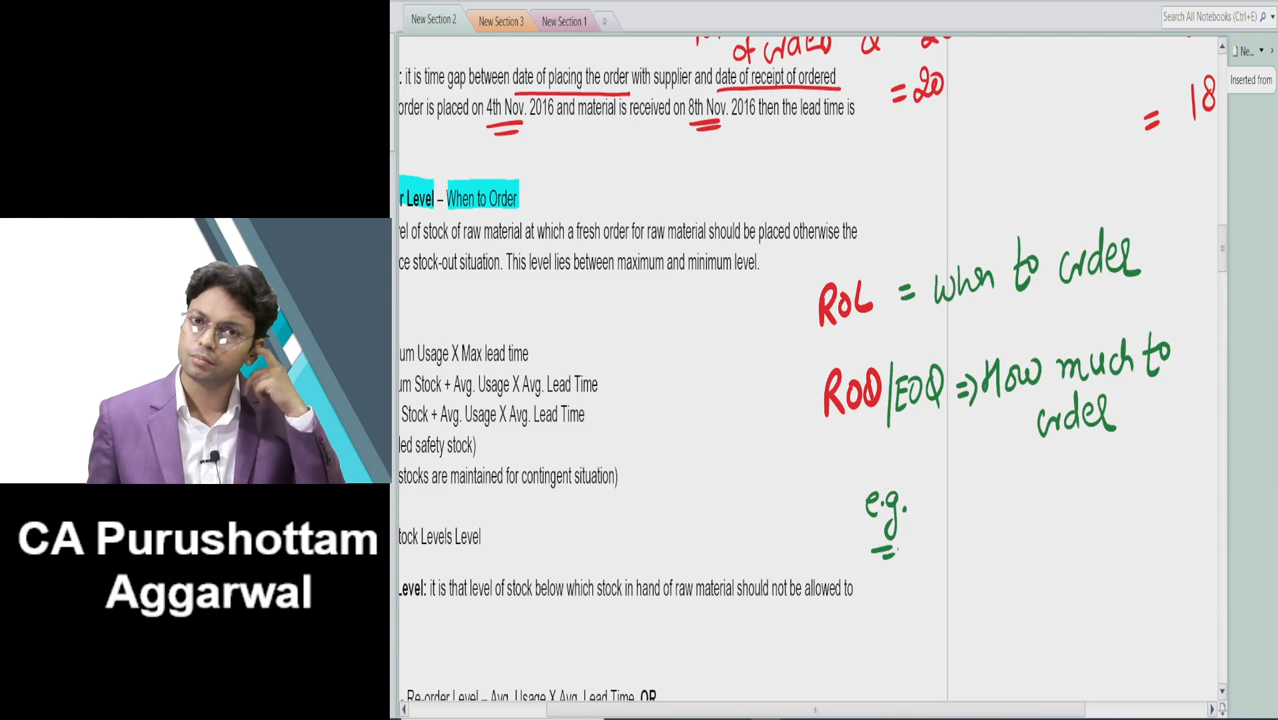 New Section 2
New Section 3
New Section 1
Search All Notebooks (Ctrl+E)
Ne...
Inserted from
of order
= 20
= 18
: it is time gap between date of placing the order with supplier and date of receipt of ordered
order is placed on 4th Nov. 2016 and material is received on 8th Nov. 2016 then the lead time is
r Level – When to Order
vel of stock of raw material at which a fresh order for raw material should be placed otherwise the
ce stock-out situation. This level lies between maximum and minimum level.
ROL = when to order
um Usage X Max lead time
um Stock + Avg. Usage X Avg. Lead Time
Stock + Avg. Usage X Avg. Lead Time
led safety stock)
stocks are maintained for contingent situation)
ROQ/EOQ => How much to
order
e.g.
tock Levels Level
Level: it is that level of stock below which stock in hand of raw material should not be allowed to
Re-order Level – Avg. Usage X Avg. Lead Time OR
CA Purushottam
Aggarwal